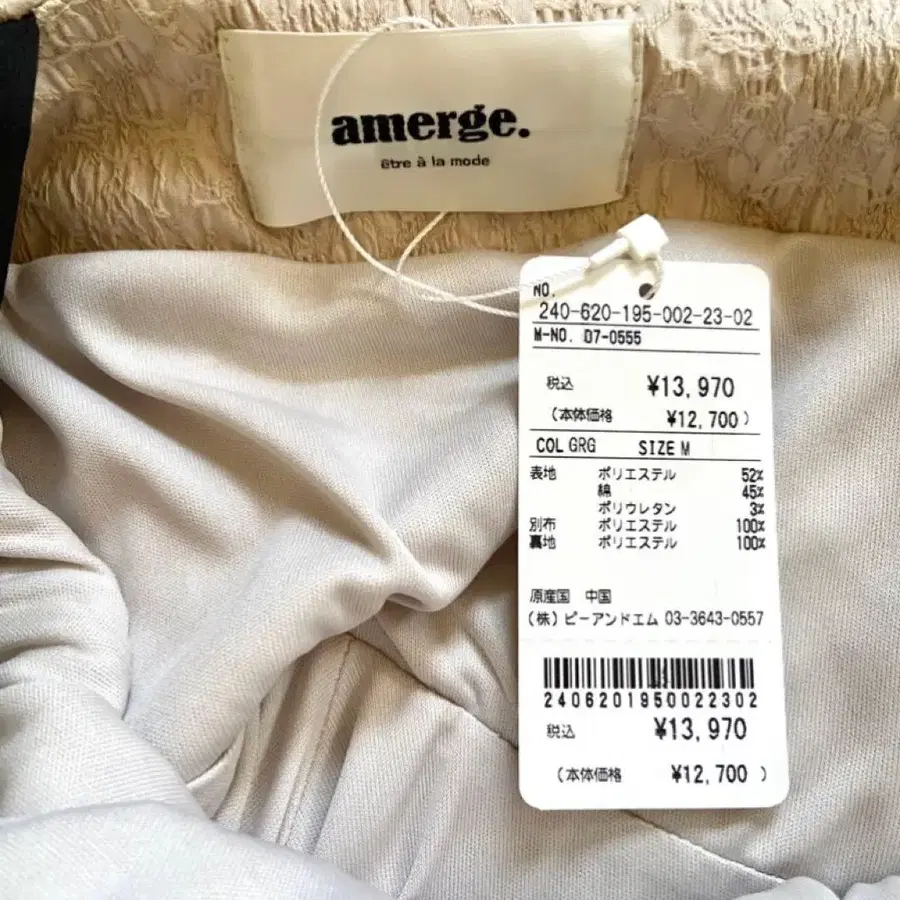 amerge.
être à la mode
NO.
240-620-195-002-23-02
M-NO. 07-0555
税込 ¥13,970
(本体価格 ¥12,700)
COL GRG SIZE M
表地 ポリエステル 52%
綿 45%
ポリウレタン 3%
別布 ポリエステル 100%
裏地 ポリエステル 100%
原産国 中国
(株)ピーアンドエム 03-3643-0557
2406201950022302
税込 ¥13,970
(本体価格 ¥12,700)